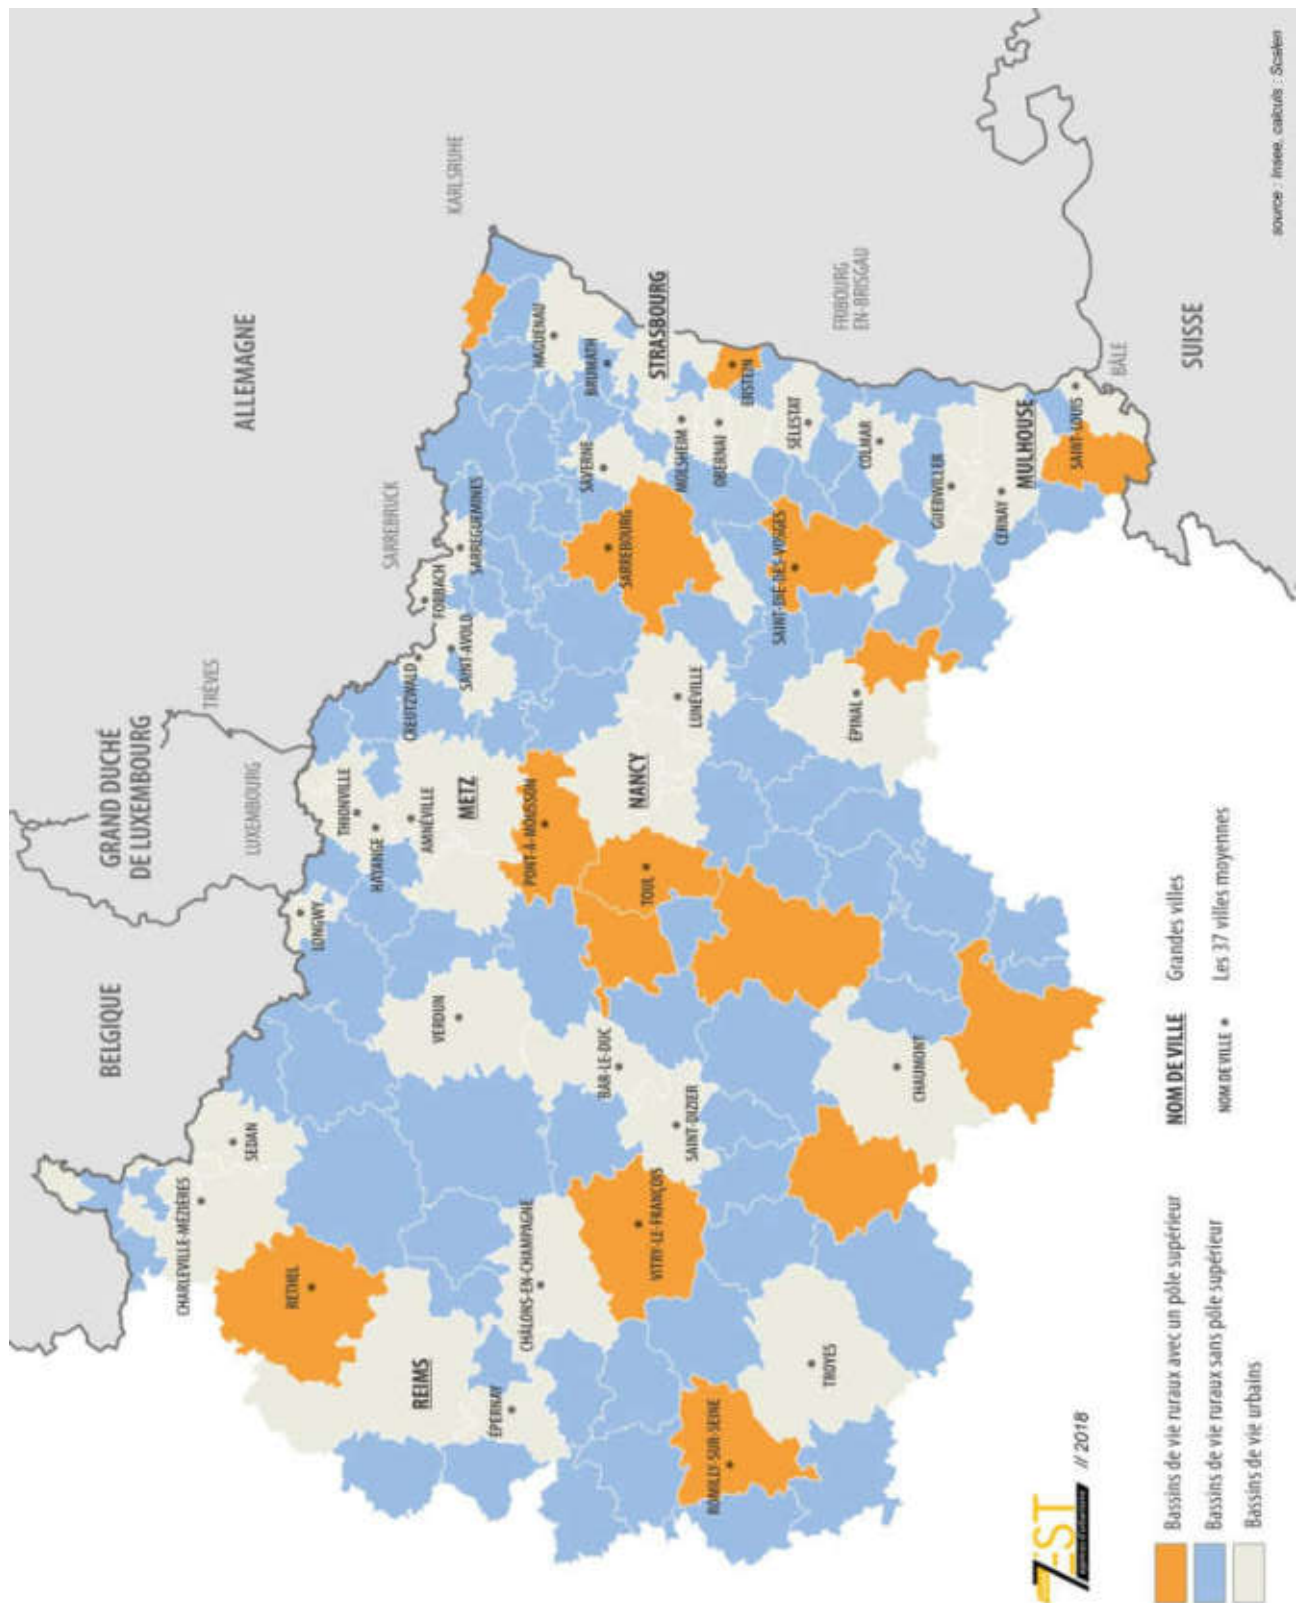 BELGIQUE
GRAND DUCHÉ
DE LUXEMBOURG
LUXEMBOURG
TRÈVES
ALLEMAGNE
SARREBRUCK
KARLSRUHE
CHARLEVILLE-MÉZIÈRES
SEDAN
RETHEL
LONGWY
THIONVILLE
HAYANGE
AMNÉVILLE
CREUTZWALD
FORBACH
SAINT-AVOLD
SARREGUEMINES
REIMS
VERDUN
METZ
ÉPERNAY
CHÂLONS-EN-CHAMPAGNE
PONT-À-MOUSSON
HAGUENAU
BRUMATH
SAVERNE
SARREBOURG
STRASBOURG
BAR-LE-DUC
VITRY-LE-FRANÇOIS
SAINT-DIZIER
TOUL
NANCY
LUNÉVILLE
MOLSHEIM
OBERNAI
ERSTEIN
ROMILLY-SUR-SEINE
SAINT-DIÉ-DES-VOSGES
SÉLESTAT
TROYES
CHAUMONT
ÉPINAL
COLMAR
FRIBOURG
EN-BRISGAU
GUEBWILLER
CERNAY
MULHOUSE
SAINT-LOUIS
BÂLE
SUISSE
7EST // 2018
agences d'urbanisme
Bassins de vie ruraux avec un pôle supérieur
Bassins de vie ruraux sans pôle supérieur
Bassins de vie urbains
NOM DE VILLE Grandes villes
NOM DE VILLE Les 37 villes moyennes
source : Insee, calculs : Scalen